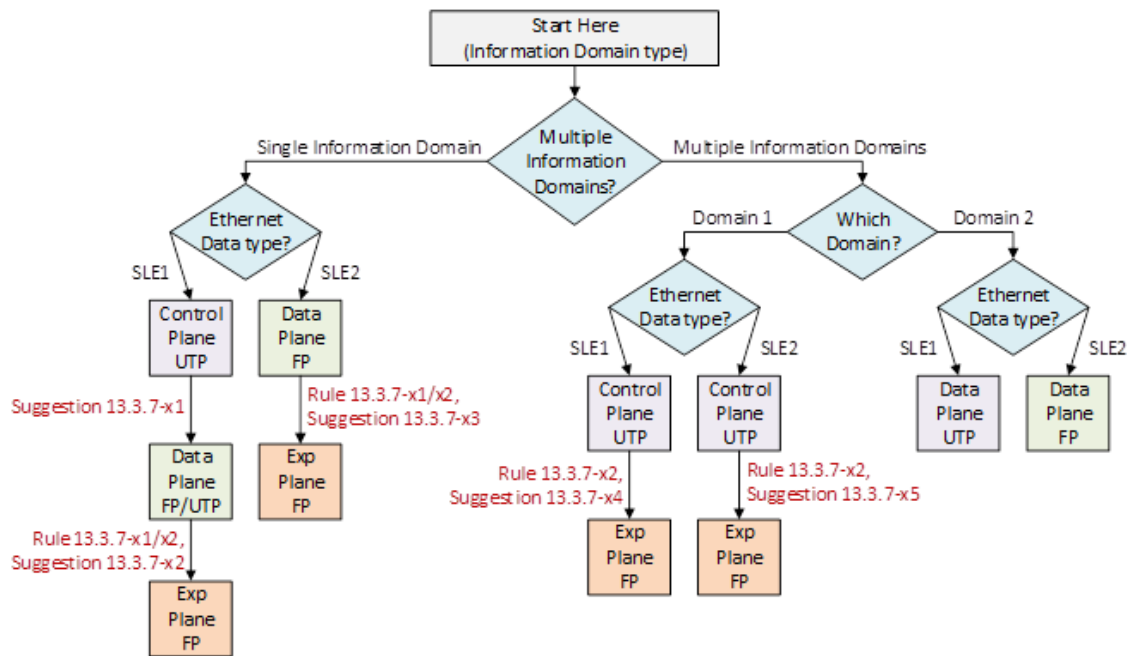 Start Here
(Information Domain type)
Multiple
Information
Domains?
Single Information Domain
Multiple Information Domains
Ethernet
Data type?
SLE1
SLE2
Control
Plane
UTP
Data
Plane
FP
Suggestion 13.3.7-x1
Rule 13.3.7-x1/x2,
Suggestion 13.3.7-x3
Data
Plane
FP/UTP
Exp
Plane
FP
Rule 13.3.7-x1/x2,
Suggestion 13.3.7-x2
Exp
Plane
FP
Which
Domain?
Domain 1
Domain 2
Ethernet
Data type?
SLE1
SLE2
Control
Plane
UTP
Control
Plane
UTP
Rule 13.3.7-x2,
Suggestion 13.3.7-x4
Rule 13.3.7-x2,
Suggestion 13.3.7-x5
Exp
Plane
FP
Exp
Plane
FP
Ethernet
Data type?
SLE1
SLE2
Data
Plane
UTP
Data
Plane
FP